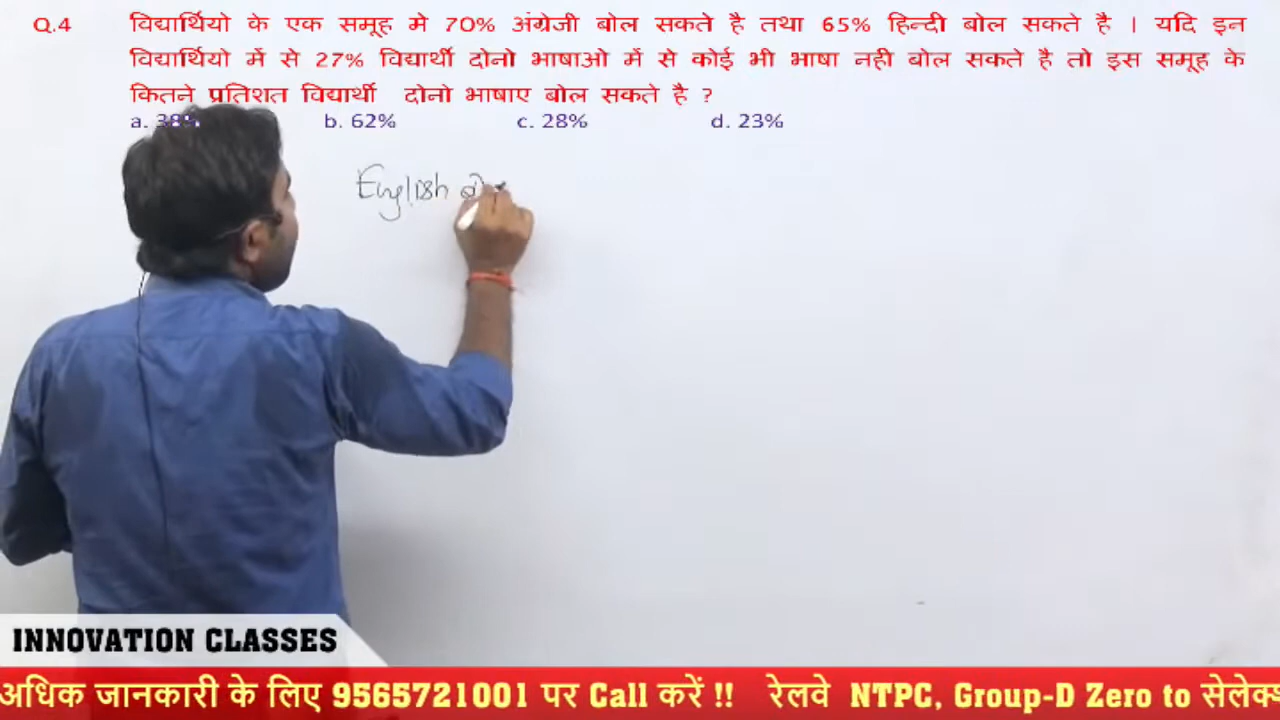 Q.4 विद्यार्थियो के एक समूह मे 70% अंग्रेजी बोल सकते है तथा 65% हिन्दी बोल सकते है । यदि इन
विद्यार्थियो में से 27% विद्यार्थी दोनो भाषाओ में से कोई भी भाषा नही बोल सकते है तो इस समूह के
कितने प्रतिशत विद्यार्थी दोनो भाषाए बोल सकते है ?
a. 38% b. 62% c. 28% d. 23%
English
INNOVATION CLASSES
अधिक जानकारी के लिए 9565721001 पर Call करें !! रेलवे NTPC, Group-D Zero to